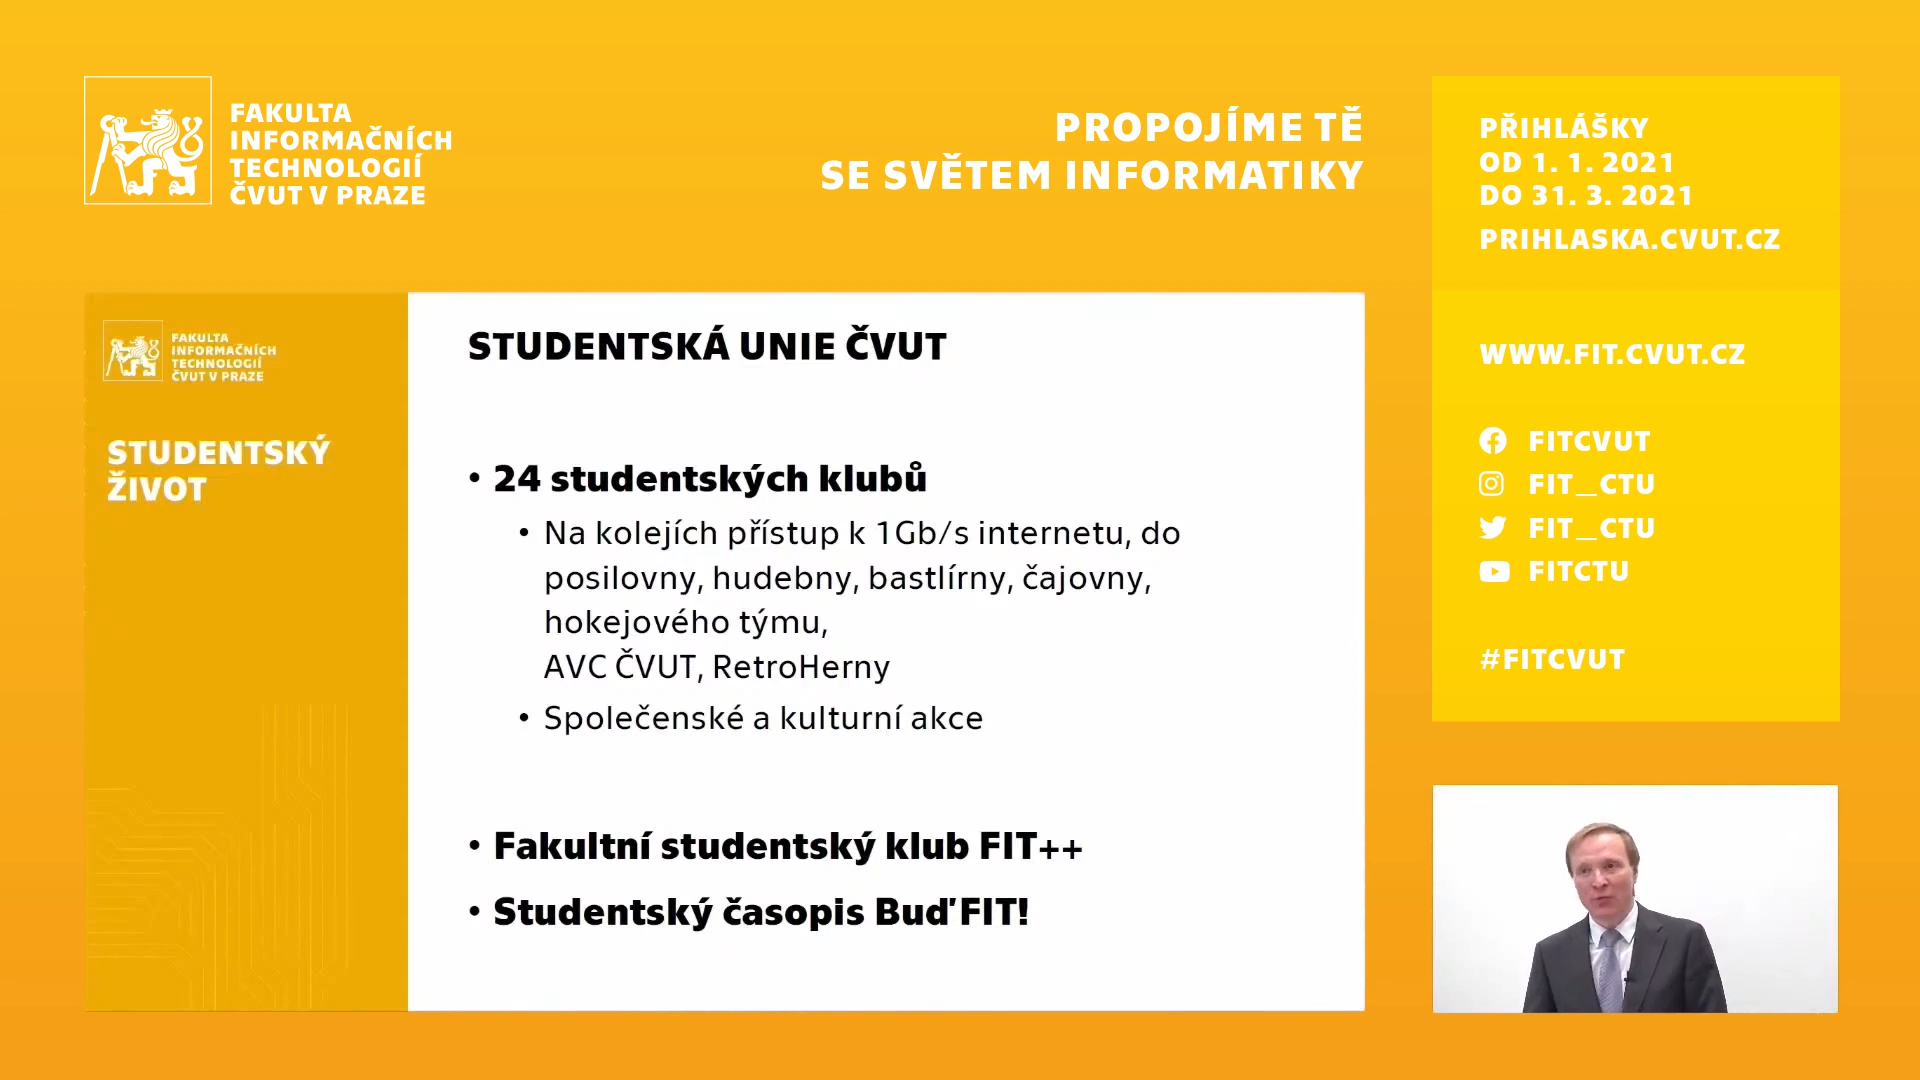 FAKULTA
INFORMAČNÍCH
TECHNOLOGIÍ
ČVUT V PRAZE
PROPOJÍME TĚ
SE SVĚTEM INFORMATIKY
PŘIHLÁŠKY
OD 1. 1. 2021
DO 31. 3. 2021
PRIHLASKA.CVUT.CZ
FAKULTA
INFORMAČNÍCH
TECHNOLOGIÍ
ČVUT V PRAZE
STUDENTSKÝ
ŽIVOT
STUDENTSKÁ UNIE ČVUT
• 24 studentských klubů
• Na kolejích přístup k 1Gb/s internetu, do
posilovny, hudebny, bastlírny, čajovny,
hokejového týmu,
AVC ČVUT, RetroHerny
• Společenské a kulturní akce
• Fakultní studentský klub FIT++
• Studentský časopis Buď FIT!
WWW.FIT.CVUT.CZ
FITCVUT
FIT_CTU
FIT_CTU
FITCTU
#FITCVUT